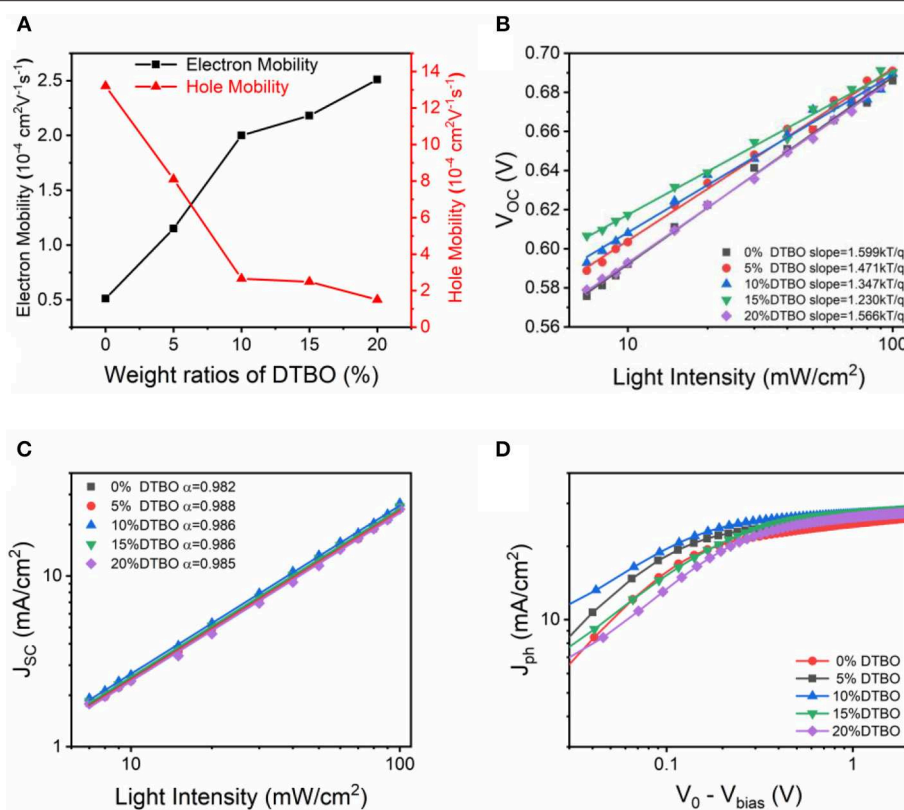 A
Electron Mobility
Hole Mobility
Electron Mobility (10⁻⁴ cm²V⁻¹s⁻¹)
2.5
2.0
1.5
1.0
0.5
14
12
10
8
6
4
2
0
Hole Mobility (10⁻⁴ cm²V⁻¹s⁻¹)
0 5 10 15 20
Weight ratios of DTBO (%)
B
V_OC (V)
0.70
0.68
0.66
0.64
0.62
0.60
0.58
0.56
0% DTBO slope=1.599kT/q
5% DTBO slope=1.471kT/q
10%DTBO slope=1.347kT/q
15%DTBO slope=1.230kT/q
20%DTBO slope=1.566kT/q
10 100
Light Intensity (mW/cm²)
C
J_SC (mA/cm²)
10
1
0% DTBO α=0.982
5% DTBO α=0.988
10%DTBO α=0.986
15%DTBO α=0.986
20%DTBO α=0.985
10 100
Light Intensity (mW/cm²)
D
J_ph (mA/cm²)
10
0% DTBO
5% DTBO
10%DTBO
15%DTBO
20%DTBO
0.1 1
V₀ - V_bias (V)